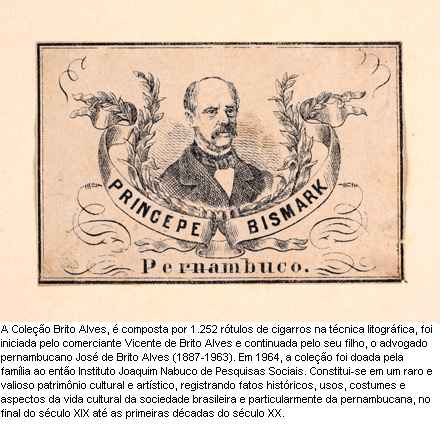 PRINCEPE BISMARK
Pernambuco.
A Coleção Brito Alves, é composta por 1.252 rótulos de cigarros na técnica litográfica, foi
iniciada pelo comerciante Vicente de Brito Alves e continuada pelo seu filho, o advogado
pernambucano José de Brito Alves (1887-1963). Em 1964, a coleção foi doada pela
família ao então Instituto Joaquim Nabuco de Pesquisas Sociais. Constitui-se em um raro e
valioso patrimônio cultural e artístico, registrando fatos históricos, usos, costumes e
aspectos da vida cultural da sociedade brasileira e particularmente da pernambucana, no
final do século XIX até as primeiras décadas do século XX.